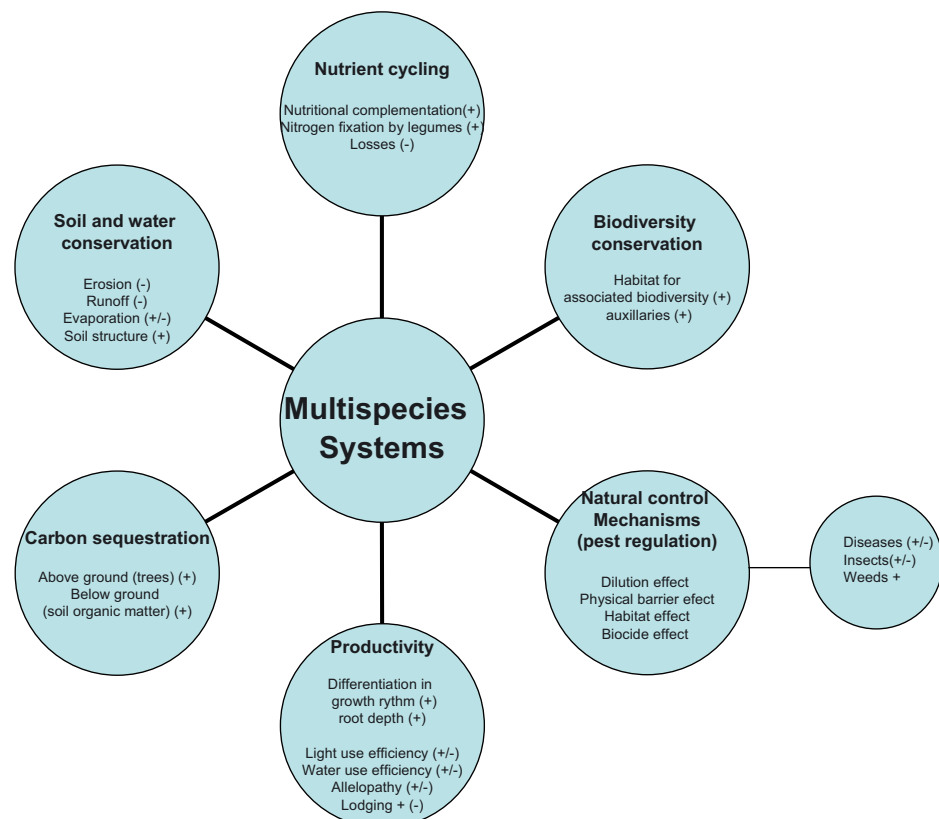 Nutrient cycling
Nutritional complementation(+)
Nitrogen fixation by legumes (+)
Losses (-)
Soil and water
conservation
Erosion (-)
Runoff (-)
Evaporation (+/-)
Soil structure (+)
Biodiversity
conservation
Habitat for
associated biodiversity (+)
auxillaries (+)
Multispecies
Systems
Carbon sequestration
Above ground (trees) (+)
Below ground
(soil organic matter) (+)
Natural control
Mechanisms
(pest regulation)
Dilution effect
Physical barrier efect
Habitat effect
Biocide effect
Diseases (+/-)
Insects(+/-)
Weeds +
Productivity
Differentiation in
growth rythm (+)
root depth (+)
Light use efficiency (+/-)
Water use efficiency (+/-)
Allelopathy (+/-)
Lodging + (-)